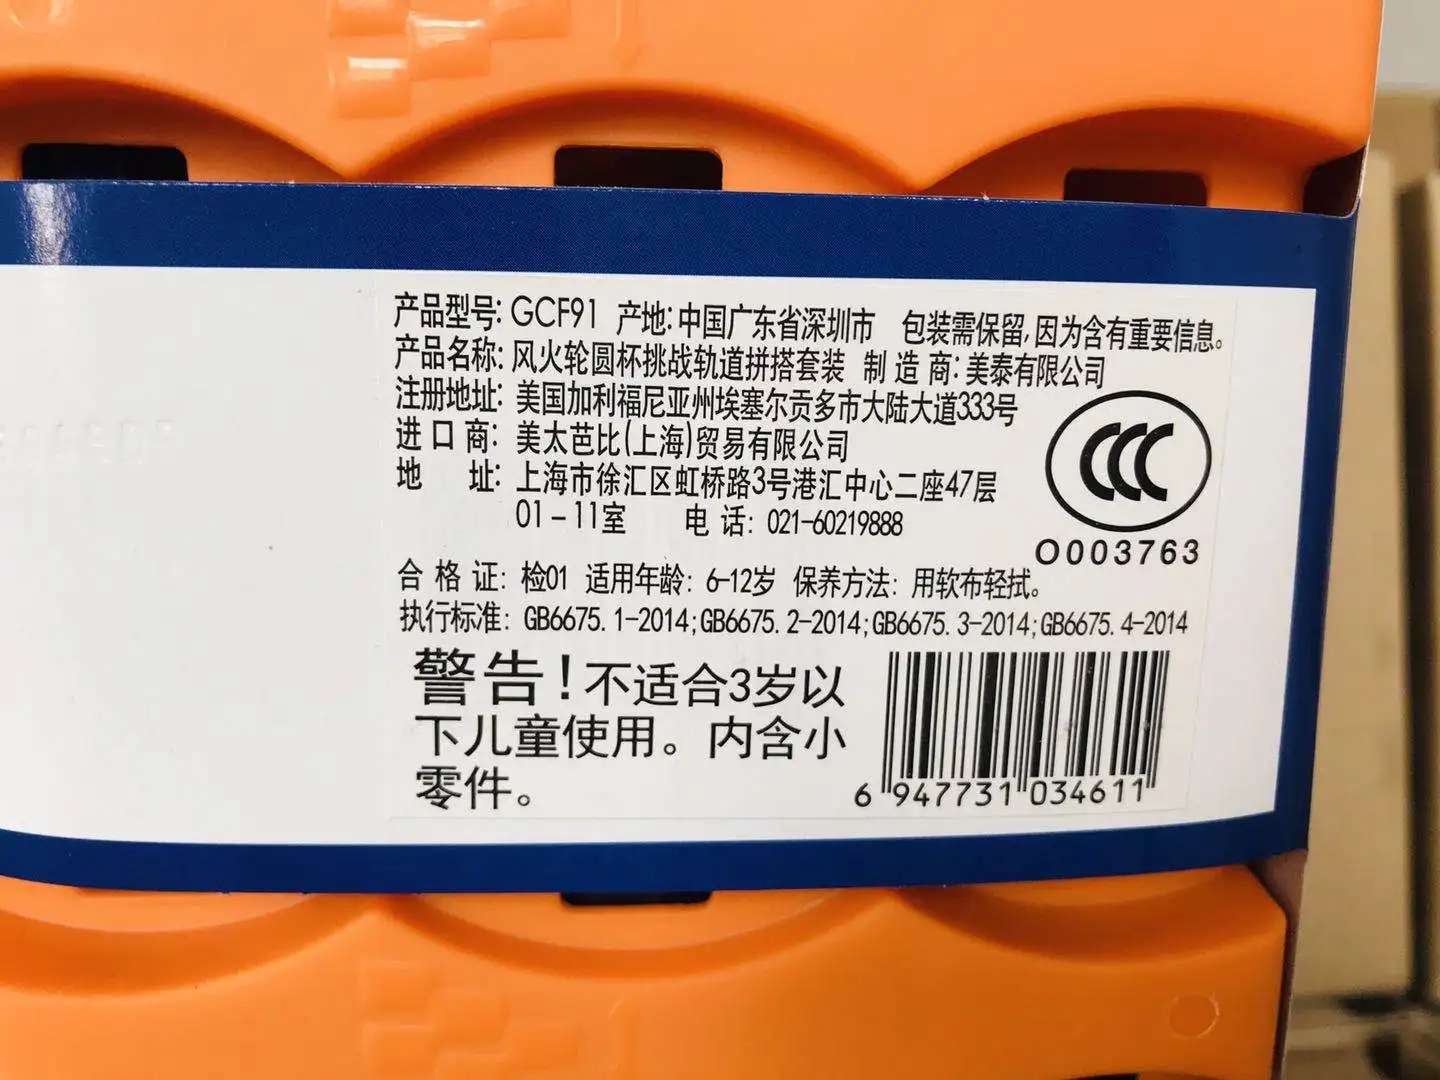 产品型号: GCF91 产地: 中国广东省深圳市 包装需保留,因为含有重要信息。
产品名称: 风火轮圆杯挑战轨道拼搭套装 制造商: 美泰有限公司
注册地址: 美国加利福尼亚州埃塞尔贡多市大陆大道333号
进口商: 美太芭比(上海)贸易有限公司
地址: 上海市徐汇区虹桥路3号港汇中心二座47层
01-11室 电话: 021-60219888
CCC
O003763
合格证: 检01 适用年龄: 6-12岁 保养方法: 用软布轻拭。
执行标准: GB6675.1-2014;GB6675.2-2014;GB6675.3-2014;GB6675.4-2014
警告!不适合3岁以
下儿童使用。内含小
零件。
6 947731 034611